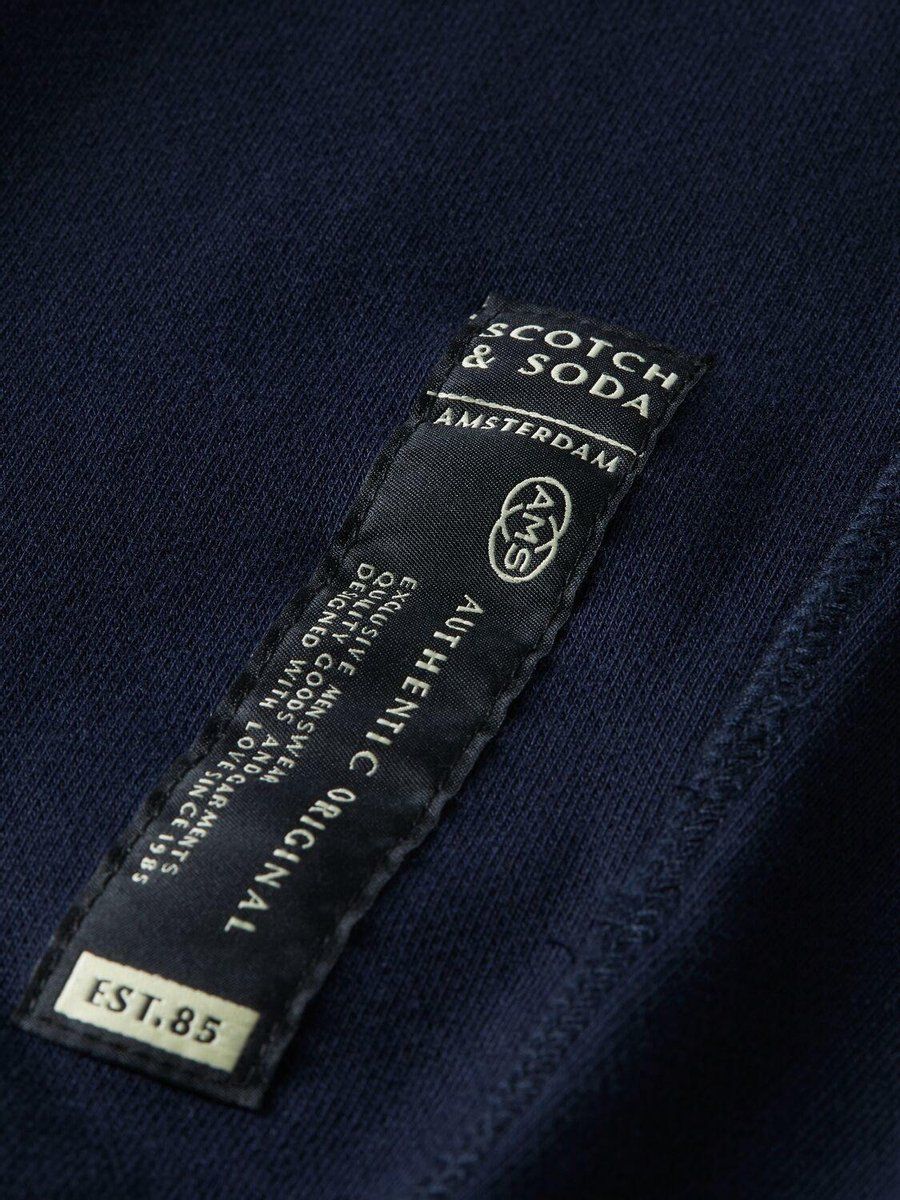 SCOTCH
& SODA
AMSTERDAM
AMS
AUTHENTIC ORIGINAL
EXCLUSIVE MENSWEAR
QUALITY GOODS AND GARMENTS
DESIGNED WITH LOVE SINCE 1985
EST. 85